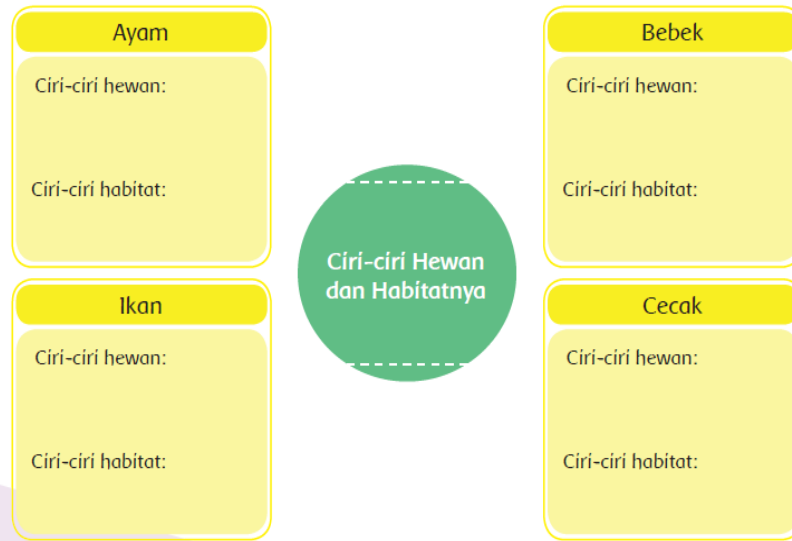 Ayam
Ciri-ciri hewan:
Ciri-ciri habitat:
Bebek
Ciri-ciri hewan:
Ciri-ciri habitat:
Ciri-ciri Hewan
dan Habitatnya
Ikan
Ciri-ciri hewan:
Ciri-ciri habitat:
Cecak
Ciri-ciri hewan:
Ciri-ciri habitat: